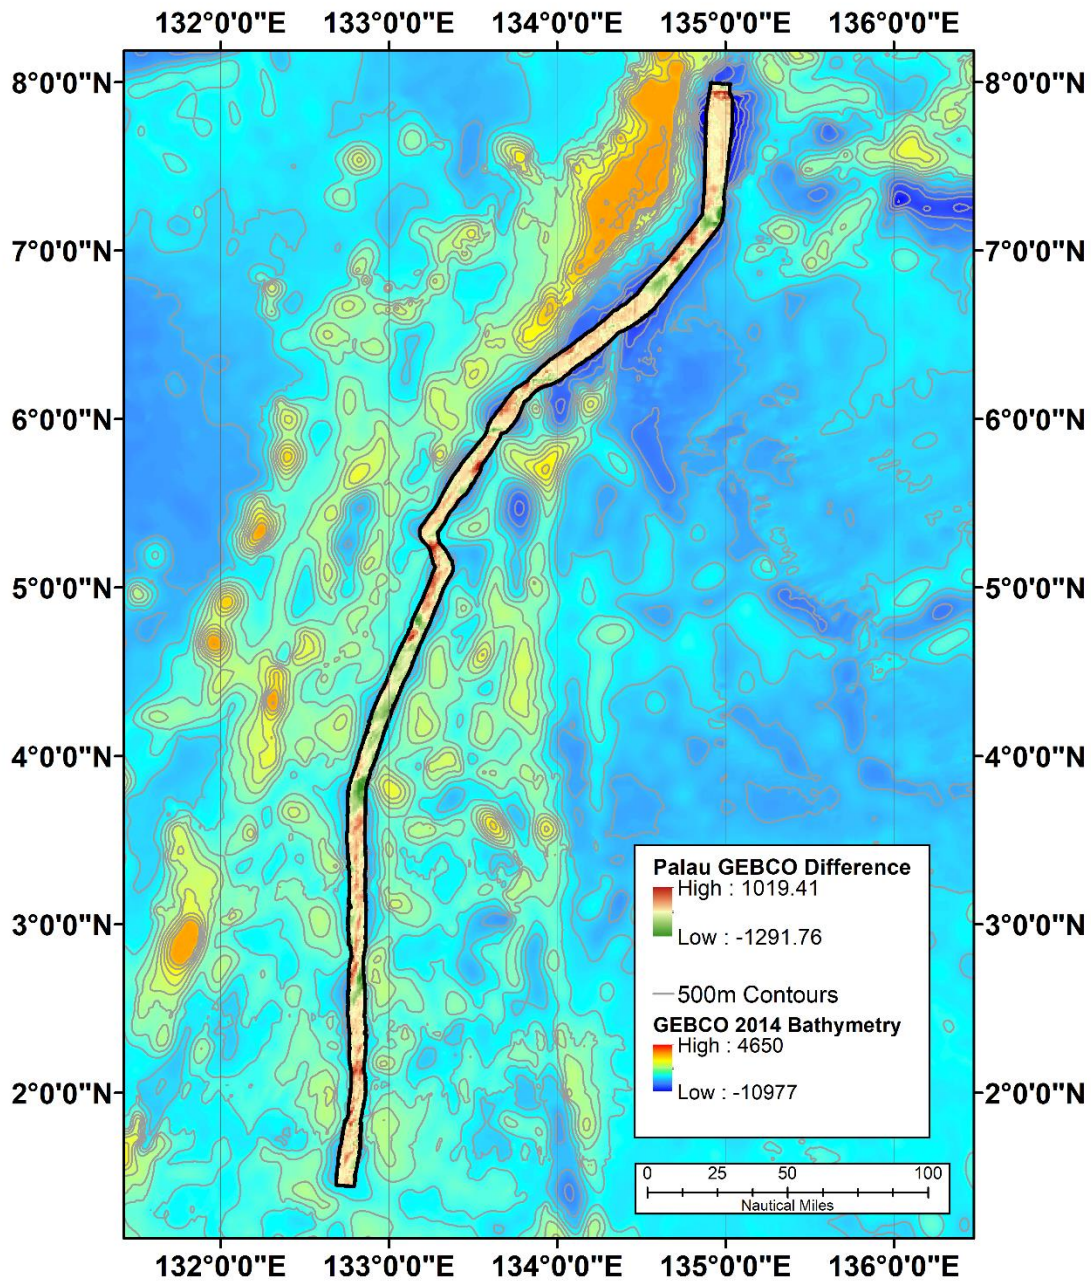 132°0'0"E 133°0'0"E 134°0'0"E 135°0'0"E 136°0'0"E
8°0'0"N 8°0'0"N
7°0'0"N 7°0'0"N
6°0'0"N 6°0'0"N
5°0'0"N 5°0'0"N
4°0'0"N 4°0'0"N
Palau GEBCO Difference
High : 1019.41
3°0'0"N 3°0'0"N
Low : -1291.76
500m Contours
GEBCO 2014 Bathymetry
High : 4650
Low : -10977
2°0'0"N 2°0'0"N
0 25 50 100
Nautical Miles
132°0'0"E 133°0'0"E 134°0'0"E 135°0'0"E 136°0'0"E